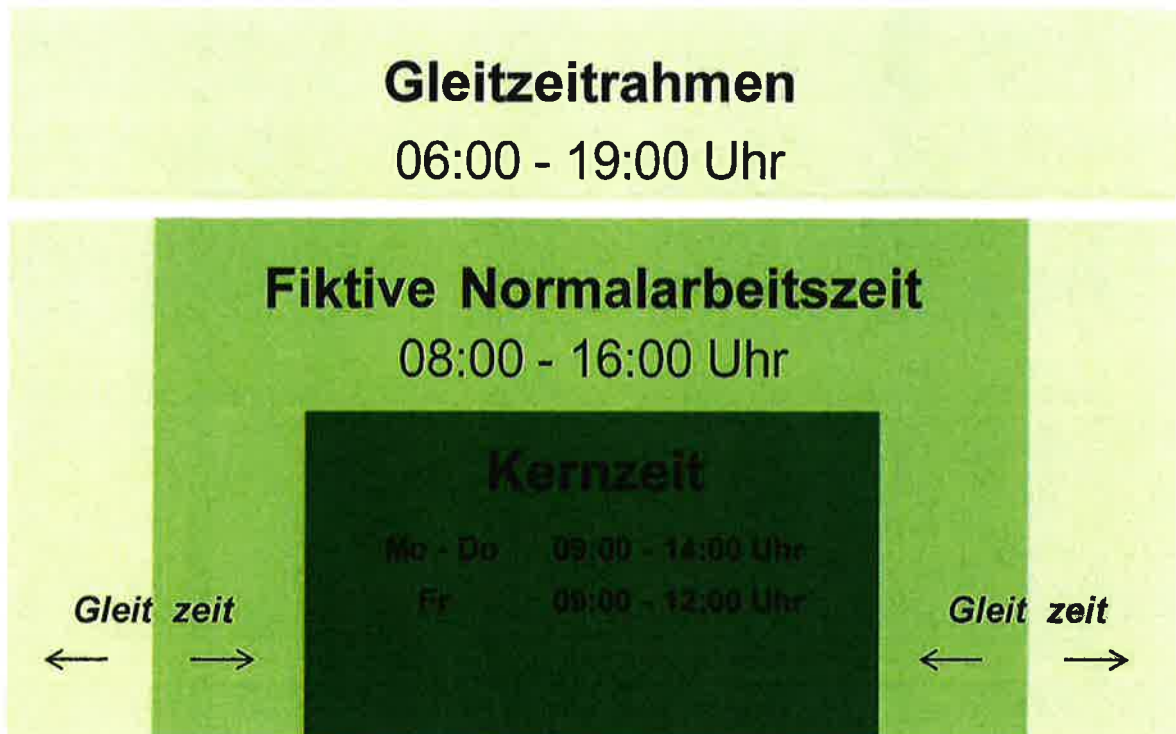 Gleitzeitrahmen
06:00 - 19:00 Uhr
Fiktive Normalarbeitszeit
08:00 - 16:00 Uhr
Kernzeit
Mo - Do 09:00 - 14:00 Uhr
Fr 09:00 - 12:00 Uhr
Gleit zeit Gleit zeit